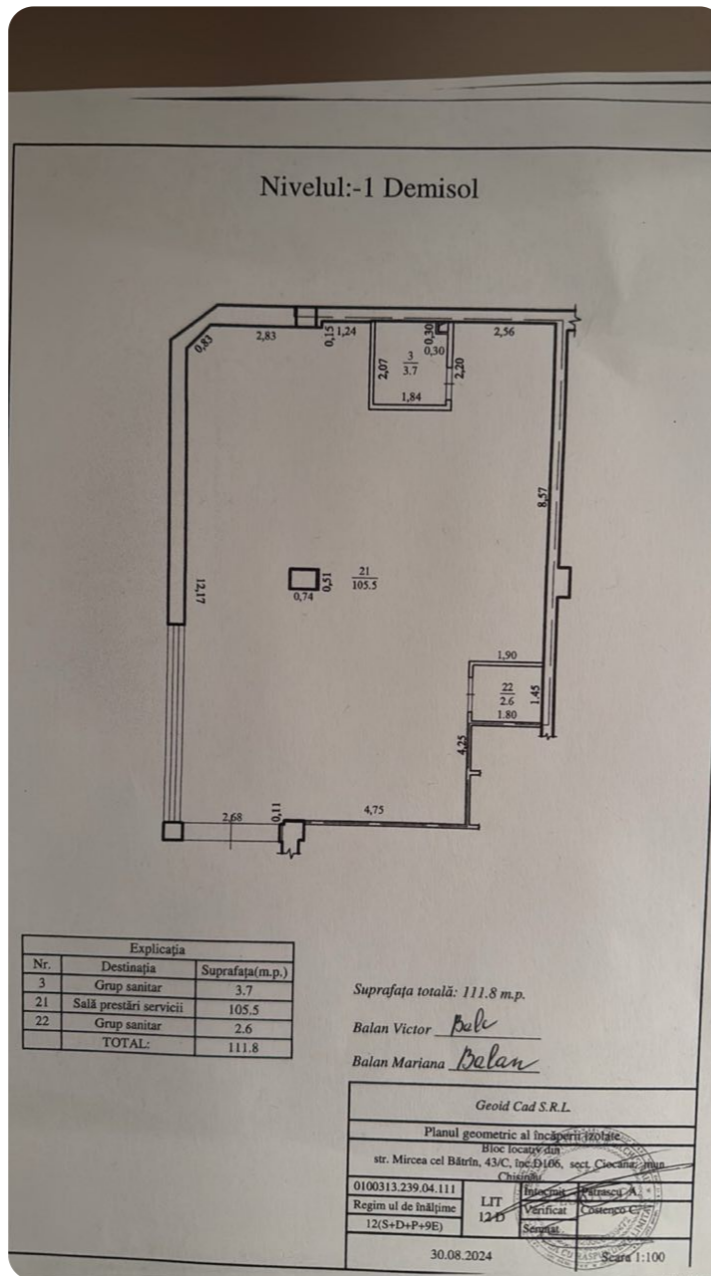 Nivelul:-1 Demisol
0,83
2,83
0,15
1,24
0,30
0,30
2,56
3
3.7
2,07
2,20
1,84
8,57
12,17
21
105.5
0,51
0,74
1,90
22
2.6
1,45
1.80
4,25
2,68
0,11
4,75
Explicația
Nr. Destinația Suprafața(m.p.)
3 Grup sanitar 3.7
21 Sală prestări servicii 105.5
22 Grup sanitar 2.6
TOTAL: 111.8
Suprafața totală: 111.8 m.p.
Balan Victor
Balan Mariana Balan
Geoid Cad S.R.L.
Planul geometric al încăperii izolate
Bloc locativ din
str. Mircea cel Bătrîn, 43/C, înc.D106, sect. Ciocana, mun.
Chișinău
0100313.239.04.111 LIT 12 D Întocmit Pătrașcu A.
Regim ul de înălțime Verificat Costenco C.
12(S+D+P+9E) Semnat
30.08.2024 Scara 1:100